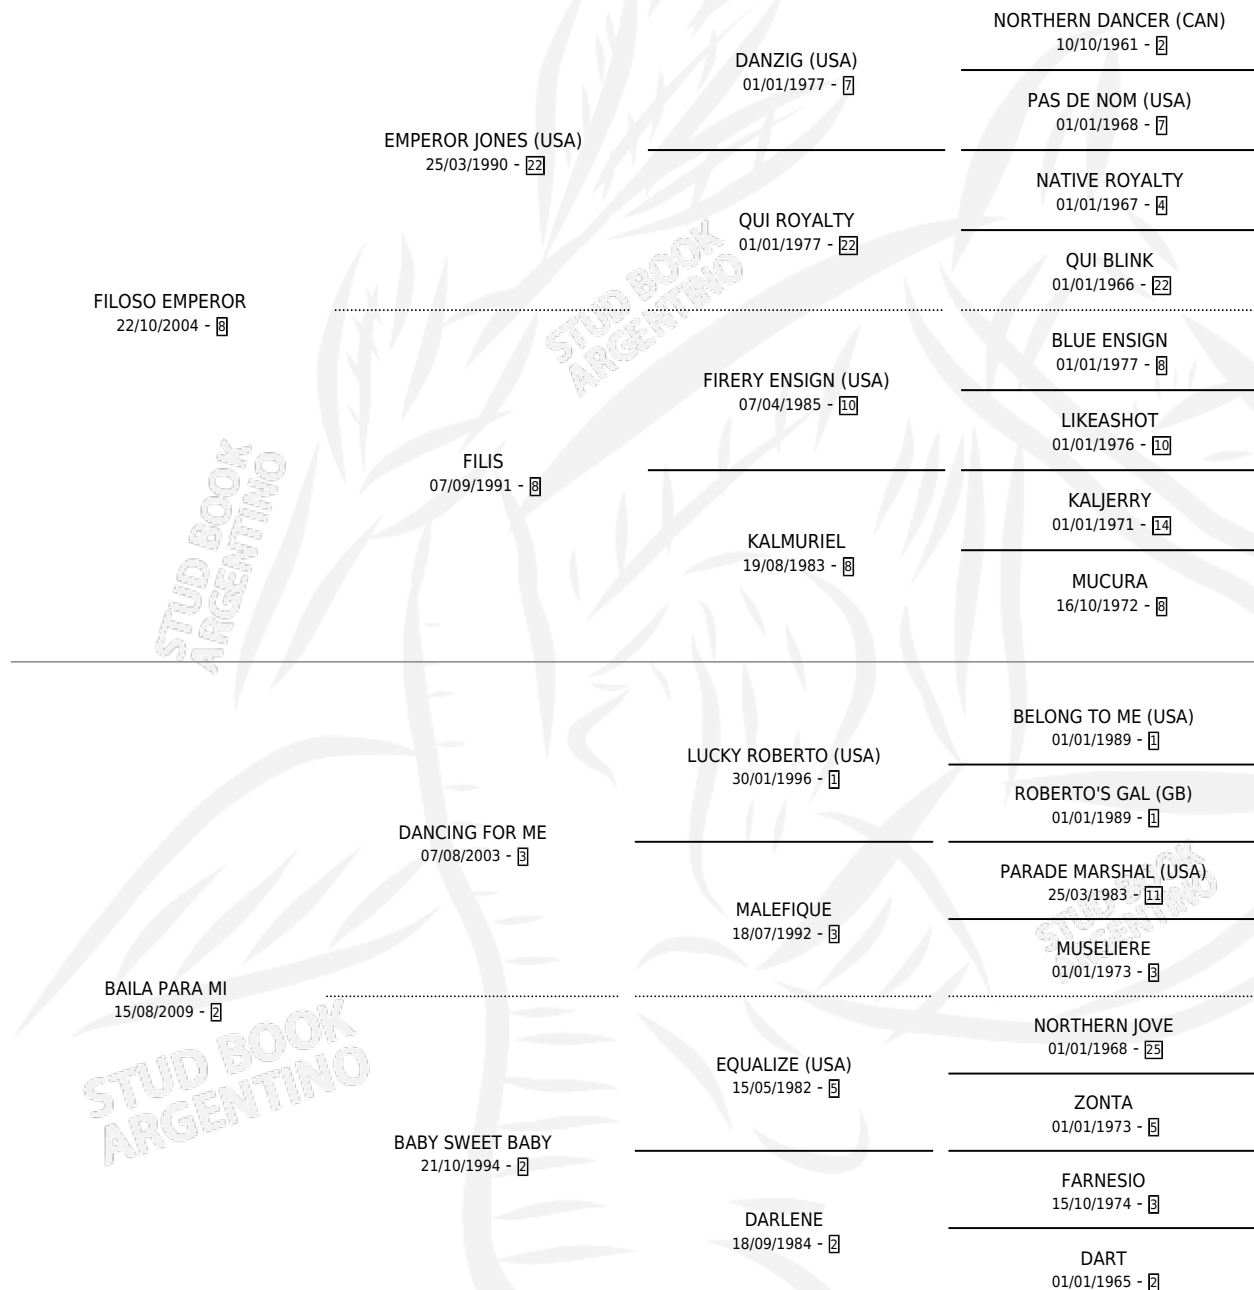 NORTHERN DANCER (CAN)
10/10/1961 - 2
DANZIG (USA)
01/01/1977 - 7
PAS DE NOM (USA)
01/01/1968 - 7
EMPEROR JONES (USA)
25/03/1990 - 22
NATIVE ROYALTY
01/01/1967 - 4
QUI ROYALTY
01/01/1977 - 22
QUI BLINK
01/01/1966 - 22
FILOSO EMPEROR
22/10/2004 - 8
BLUE ENSIGN
01/01/1977 - 8
FIRERY ENSIGN (USA)
07/04/1985 - 10
LIKEASHOT
01/01/1976 - 10
FILIS
07/09/1991 - 8
KALJERRY
01/01/1971 - 14
KALMURIEL
19/08/1983 - 8
MUCURA
16/10/1972 - 8
BELONG TO ME (USA)
01/01/1989 - 1
LUCKY ROBERTO (USA)
30/01/1996 - 1
ROBERTO'S GAL (GB)
01/01/1989 - 1
DANCING FOR ME
07/08/2003 - 3
PARADE MARSHAL (USA)
25/03/1983 - 11
MALEFIQUE
18/07/1992 - 3
MUSELIERE
01/01/1973 - 3
BAILA PARA MI
15/08/2009 - 2
NORTHERN JOVE
01/01/1968 - 25
EQUALIZE (USA)
15/05/1982 - 5
ZONTA
01/01/1973 - 5
BABY SWEET BABY
21/10/1994 - 2
FARNESIO
15/10/1974 - 3
DARLENE
18/09/1984 - 2
DART
01/01/1965 - 2
STUD BOOK
ARGENTINO
STUD BOOK
ARGENTINO
STUD BOOK
ARGENTINO
STUD BOOK
ARGENTINO